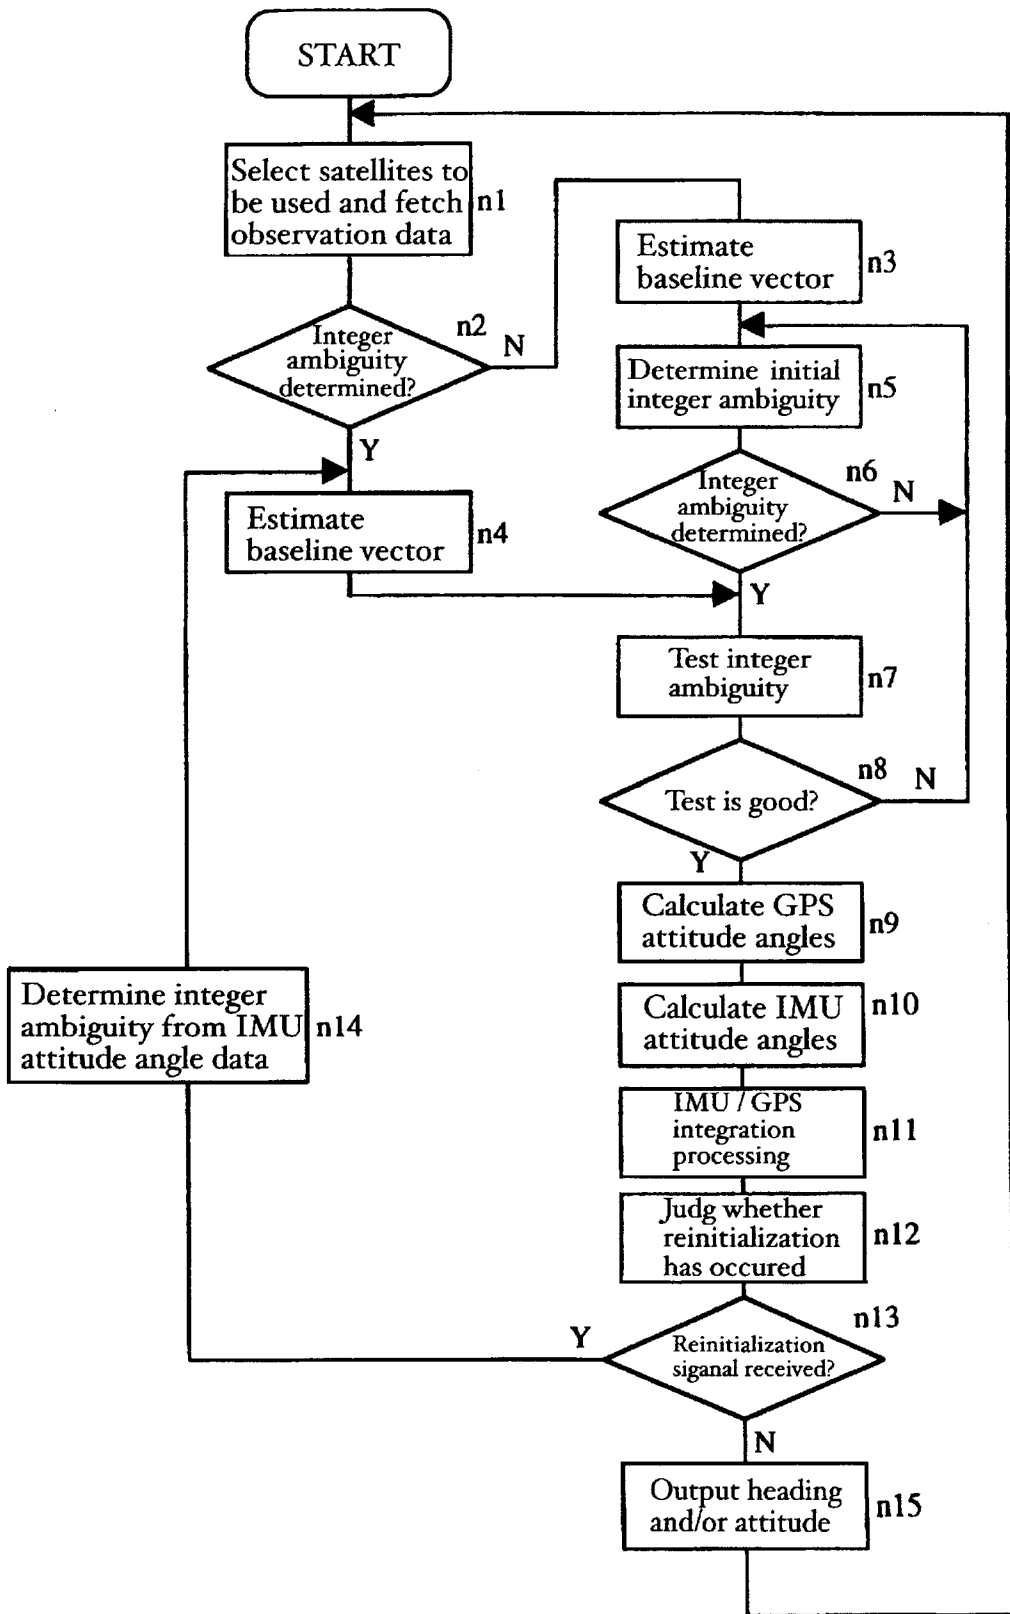 START
Select satellites to
be used and fetch
observation data
n1
Integer
ambiguity
determined?
n2
N
Y
Estimate
baseline vector
n3
Estimate
baseline vector
n4
Determine initial
integer ambiguity
n5
Integer
ambiguity
determined?
n6
N
Y
Test integer
ambiguity
n7
Test is good?
n8
N
Y
Calculate GPS
attitude angles
n9
Calculate IMU
attitude angles
n10
IMU / GPS
integration
processing
n11
Judg whether
reinitialization
has occured
n12
Reinitialization
siganal received?
n13
Y
N
Determine integer
ambiguity from IMU
attitude angle data
n14
Output heading
and/or attitude
n15